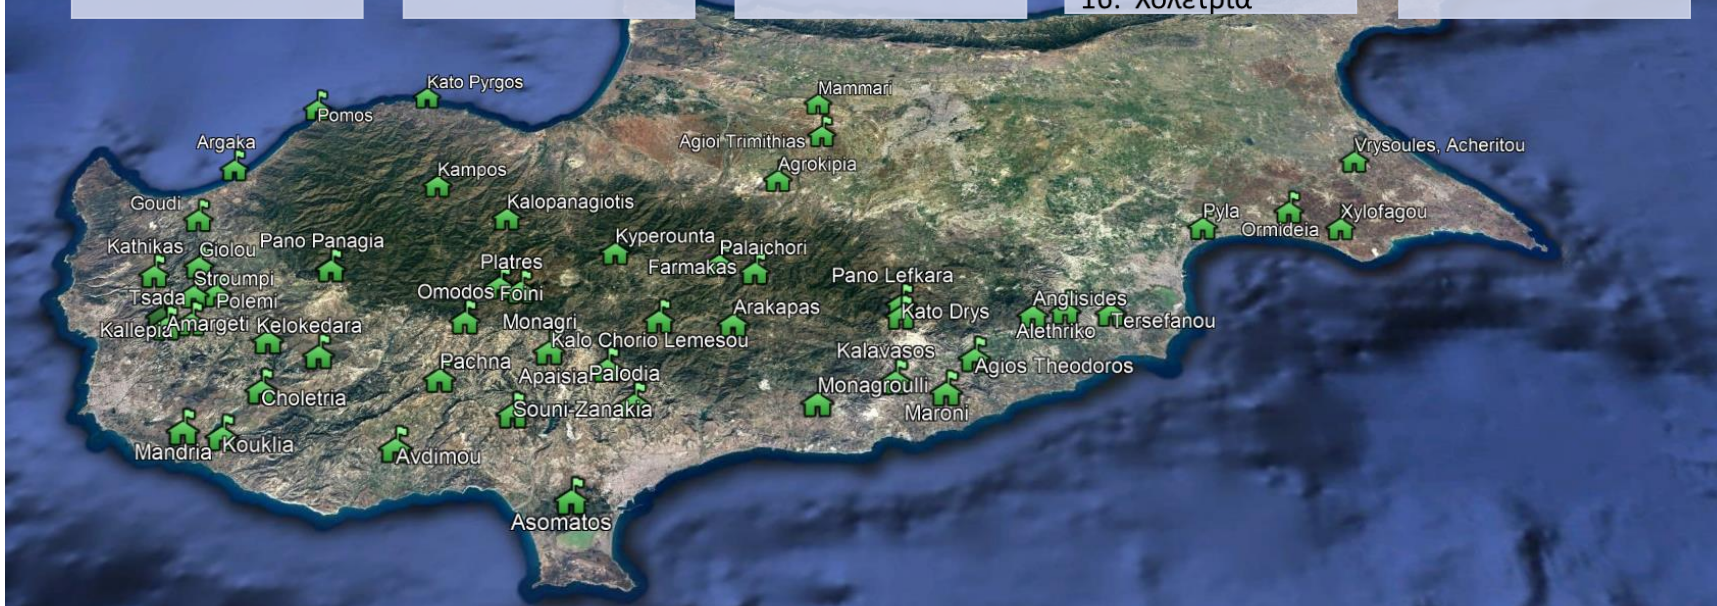 16. Χολέτρια
Kato Pyrgos
Mammari
Pomos
Argaka
Agioi Trimithias
Vrysoules, Acheritou
Kampos
Agrokipia
Goudi
Kalopanagiotis
Pyla
Xylofagou
Ormideia
Kathikas
Giolou
Pano Panagia
Kyperounta
Palaichori
Platres
Farmakas
Stroumpi
Pano Lefkara
Tsada
Polemi
Omodos
Foini
Anglisides
Kallepia
Amargeti
Kelokedara
Monagri
Arakapas
Kato Drys
Alethriko
Tersefanou
Kalo Chorio Lemesou
Kalavasos
Pachna
Apaisia
Palodia
Agios Theodoros
Monagroulli
Choletria
Souni-Zanakia
Maroni
Mandria
Kouklia
Avdimou
Asomatos